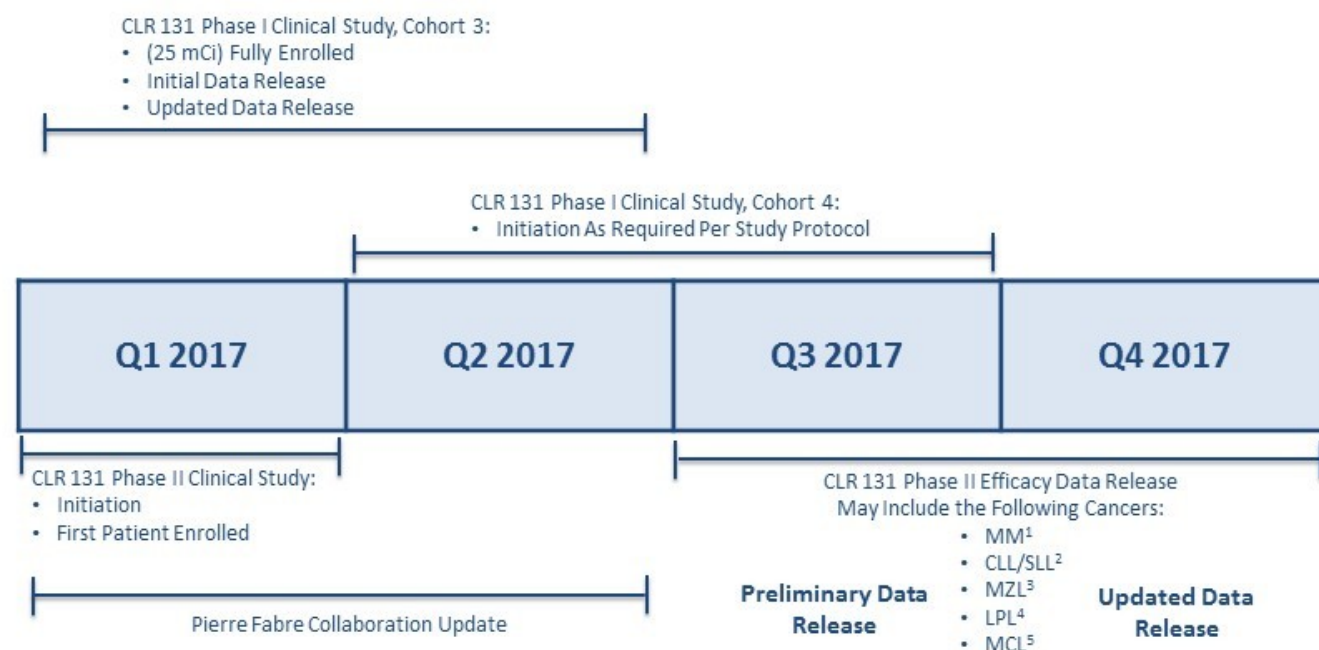 CLR 131 Phase I Clinical Study, Cohort 3:
• (25 mCi) Fully Enrolled
• Initial Data Release
• Updated Data Release
CLR 131 Phase I Clinical Study, Cohort 4:
• Initiation As Required Per Study Protocol
Q1 2017
Q2 2017
Q3 2017
Q4 2017
CLR 131 Phase II Clinical Study:
• Initiation
• First Patient Enrolled
Pierre Fabre Collaboration Update
CLR 131 Phase II Efficacy Data Release
May Include the Following Cancers:
• MM¹
• CLL/SLL²
• MZL³
• LPL⁴
• MCL⁵
Preliminary Data
Release
Updated Data
Release